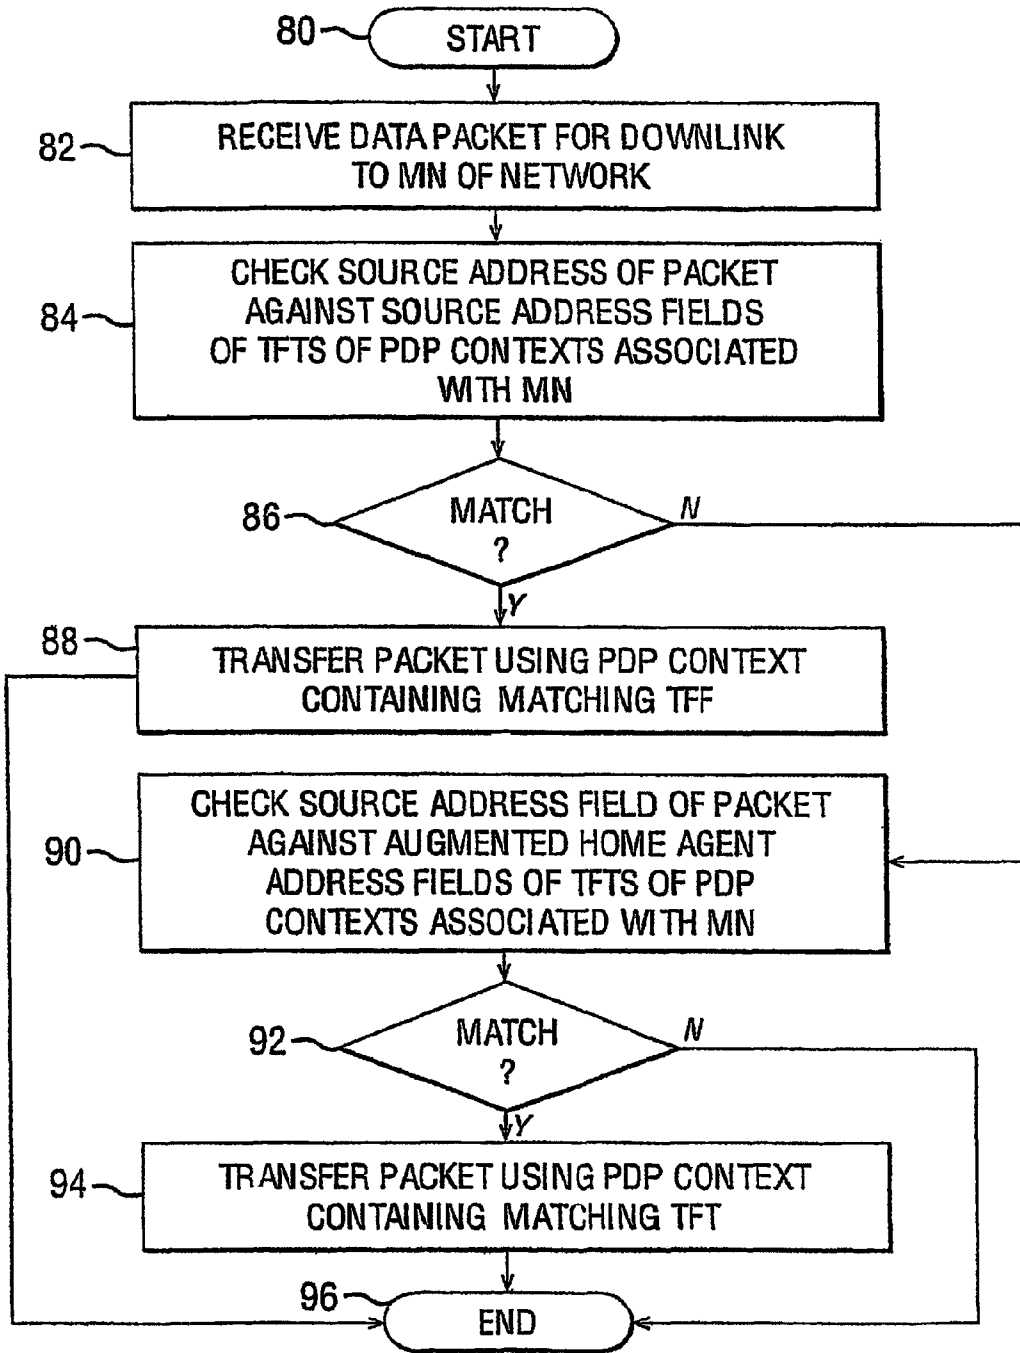 80
START
82
RECEIVE DATA PACKET FOR DOWNLINK
TO MN OF NETWORK
84
CHECK SOURCE ADDRESS OF PACKET
AGAINST SOURCE ADDRESS FIELDS
OF TFTS OF PDP CONTEXTS ASSOCIATED
WITH MN
86
MATCH
?
N
Y
88
TRANSFER PACKET USING PDP CONTEXT
CONTAINING MATCHING TFF
90
CHECK SOURCE ADDRESS FIELD OF PACKET
AGAINST AUGMENTED HOME AGENT
ADDRESS FIELDS OF TFTS OF PDP
CONTEXTS ASSOCIATED WITH MN
92
MATCH
?
N
Y
94
TRANSFER PACKET USING PDP CONTEXT
CONTAINING MATCHING TFT
96
END